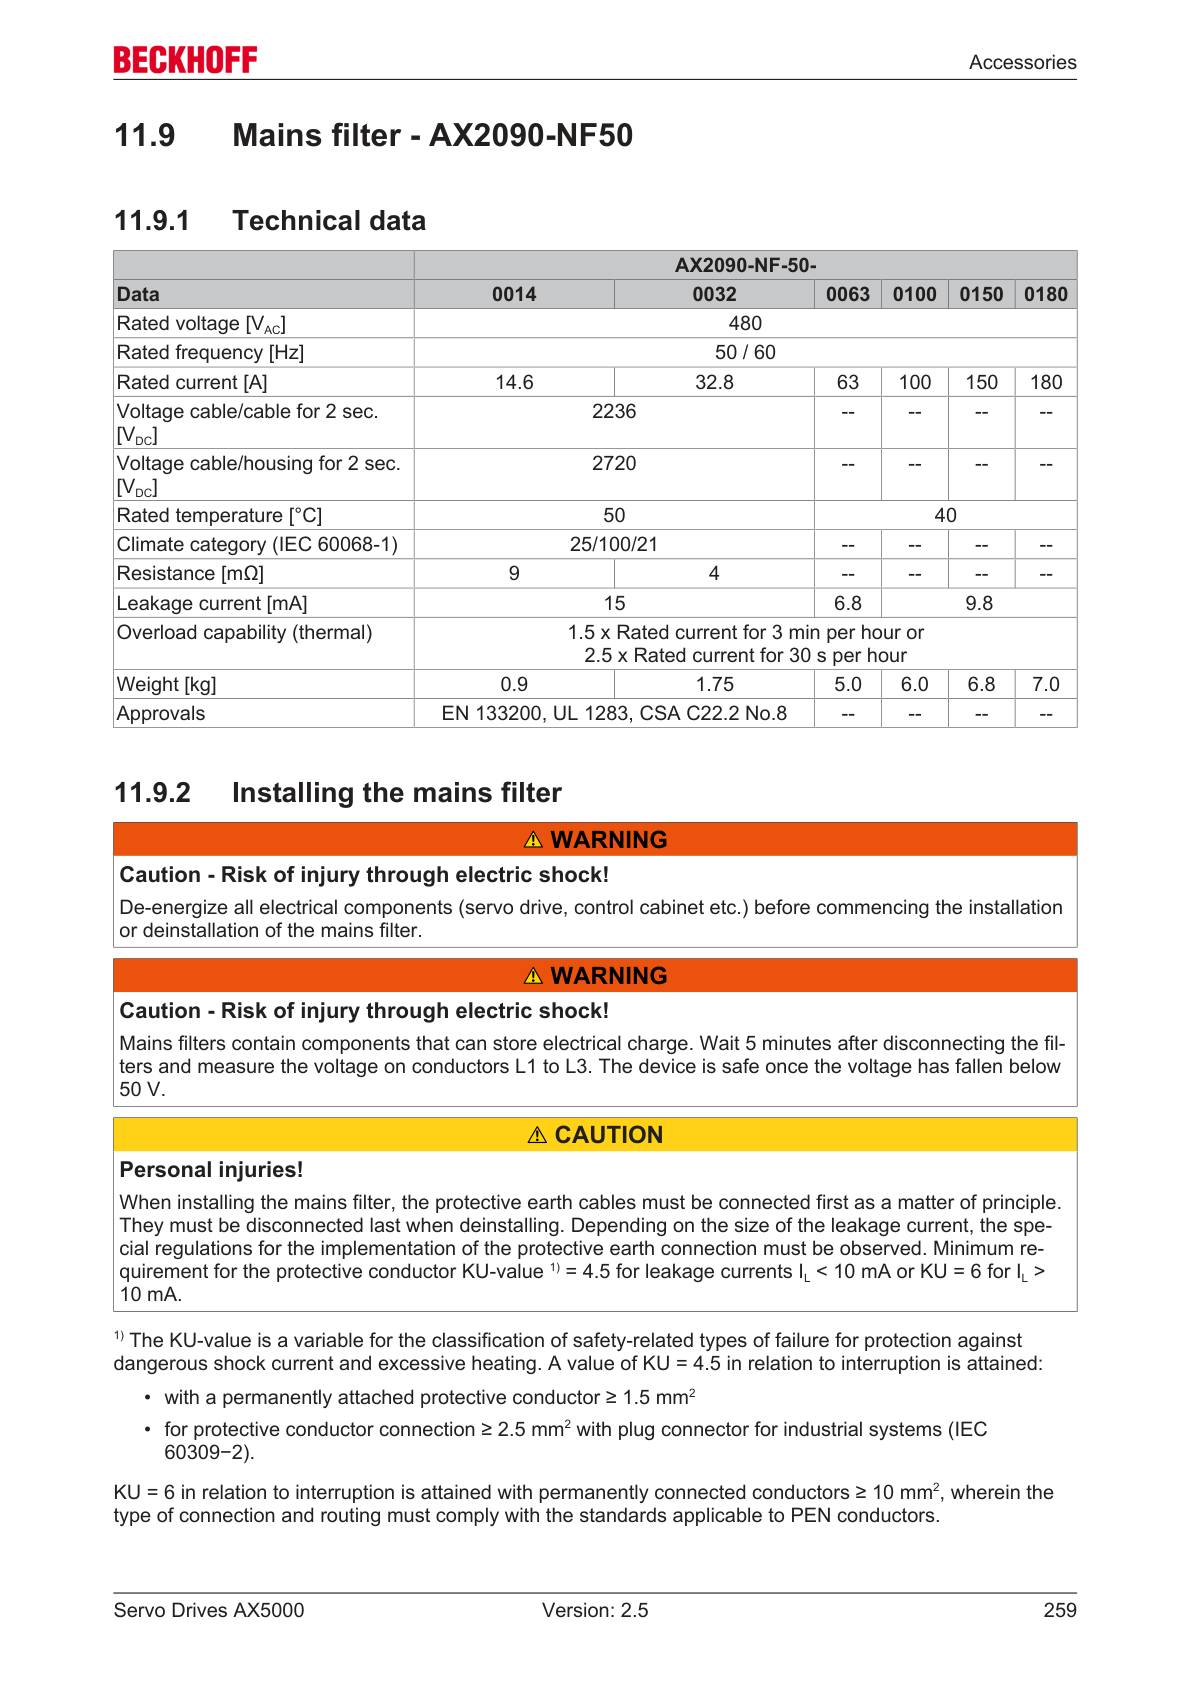 BECKHOFF
Accessories
11.9 Mains filter - AX2090-NF50
11.9.1 Technical data
AX2090-NF-50-
Data 0014 0032 0063 0100 0150 0180
Rated voltage [VAC] 480
Rated frequency [Hz] 50 / 60
Rated current [A] 14.6 32.8 63 100 150 180
Voltage cable/cable for 2 sec. 2236 -- -- -- --
[VDC]
Voltage cable/housing for 2 sec. 2720 -- -- -- --
[VDC]
Rated temperature [°C] 50 40
Climate category (IEC 60068-1) 25/100/21 -- -- -- --
Resistance [mΩ] 9 4 -- -- -- --
Leakage current [mA] 15 6.8 9.8
Overload capability (thermal) 1.5 x Rated current for 3 min per hour or
2.5 x Rated current for 30 s per hour
Weight [kg] 0.9 1.75 5.0 6.0 6.8 7.0
Approvals EN 133200, UL 1283, CSA C22.2 No.8 -- -- -- --
11.9.2 Installing the mains filter
⚠ WARNING
Caution - Risk of injury through electric shock!
De-energize all electrical components (servo drive, control cabinet etc.) before commencing the installation
or deinstallation of the mains filter.
⚠ WARNING
Caution - Risk of injury through electric shock!
Mains filters contain components that can store electrical charge. Wait 5 minutes after disconnecting the fil-
ters and measure the voltage on conductors L1 to L3. The device is safe once the voltage has fallen below
50 V.
⚠ CAUTION
Personal injuries!
When installing the mains filter, the protective earth cables must be connected first as a matter of principle.
They must be disconnected last when deinstalling. Depending on the size of the leakage current, the spe-
cial regulations for the implementation of the protective earth connection must be observed. Minimum re-
quirement for the protective conductor KU-value 1) = 4.5 for leakage currents IL < 10 mA or KU = 6 for IL >
10 mA.
1) The KU-value is a variable for the classification of safety-related types of failure for protection against
dangerous shock current and excessive heating. A value of KU = 4.5 in relation to interruption is attained:
• with a permanently attached protective conductor ≥ 1.5 mm2
• for protective conductor connection ≥ 2.5 mm2 with plug connector for industrial systems (IEC
60309−2).
KU = 6 in relation to interruption is attained with permanently connected conductors ≥ 10 mm2, wherein the
type of connection and routing must comply with the standards applicable to PEN conductors.
Servo Drives AX5000 Version: 2.5 259